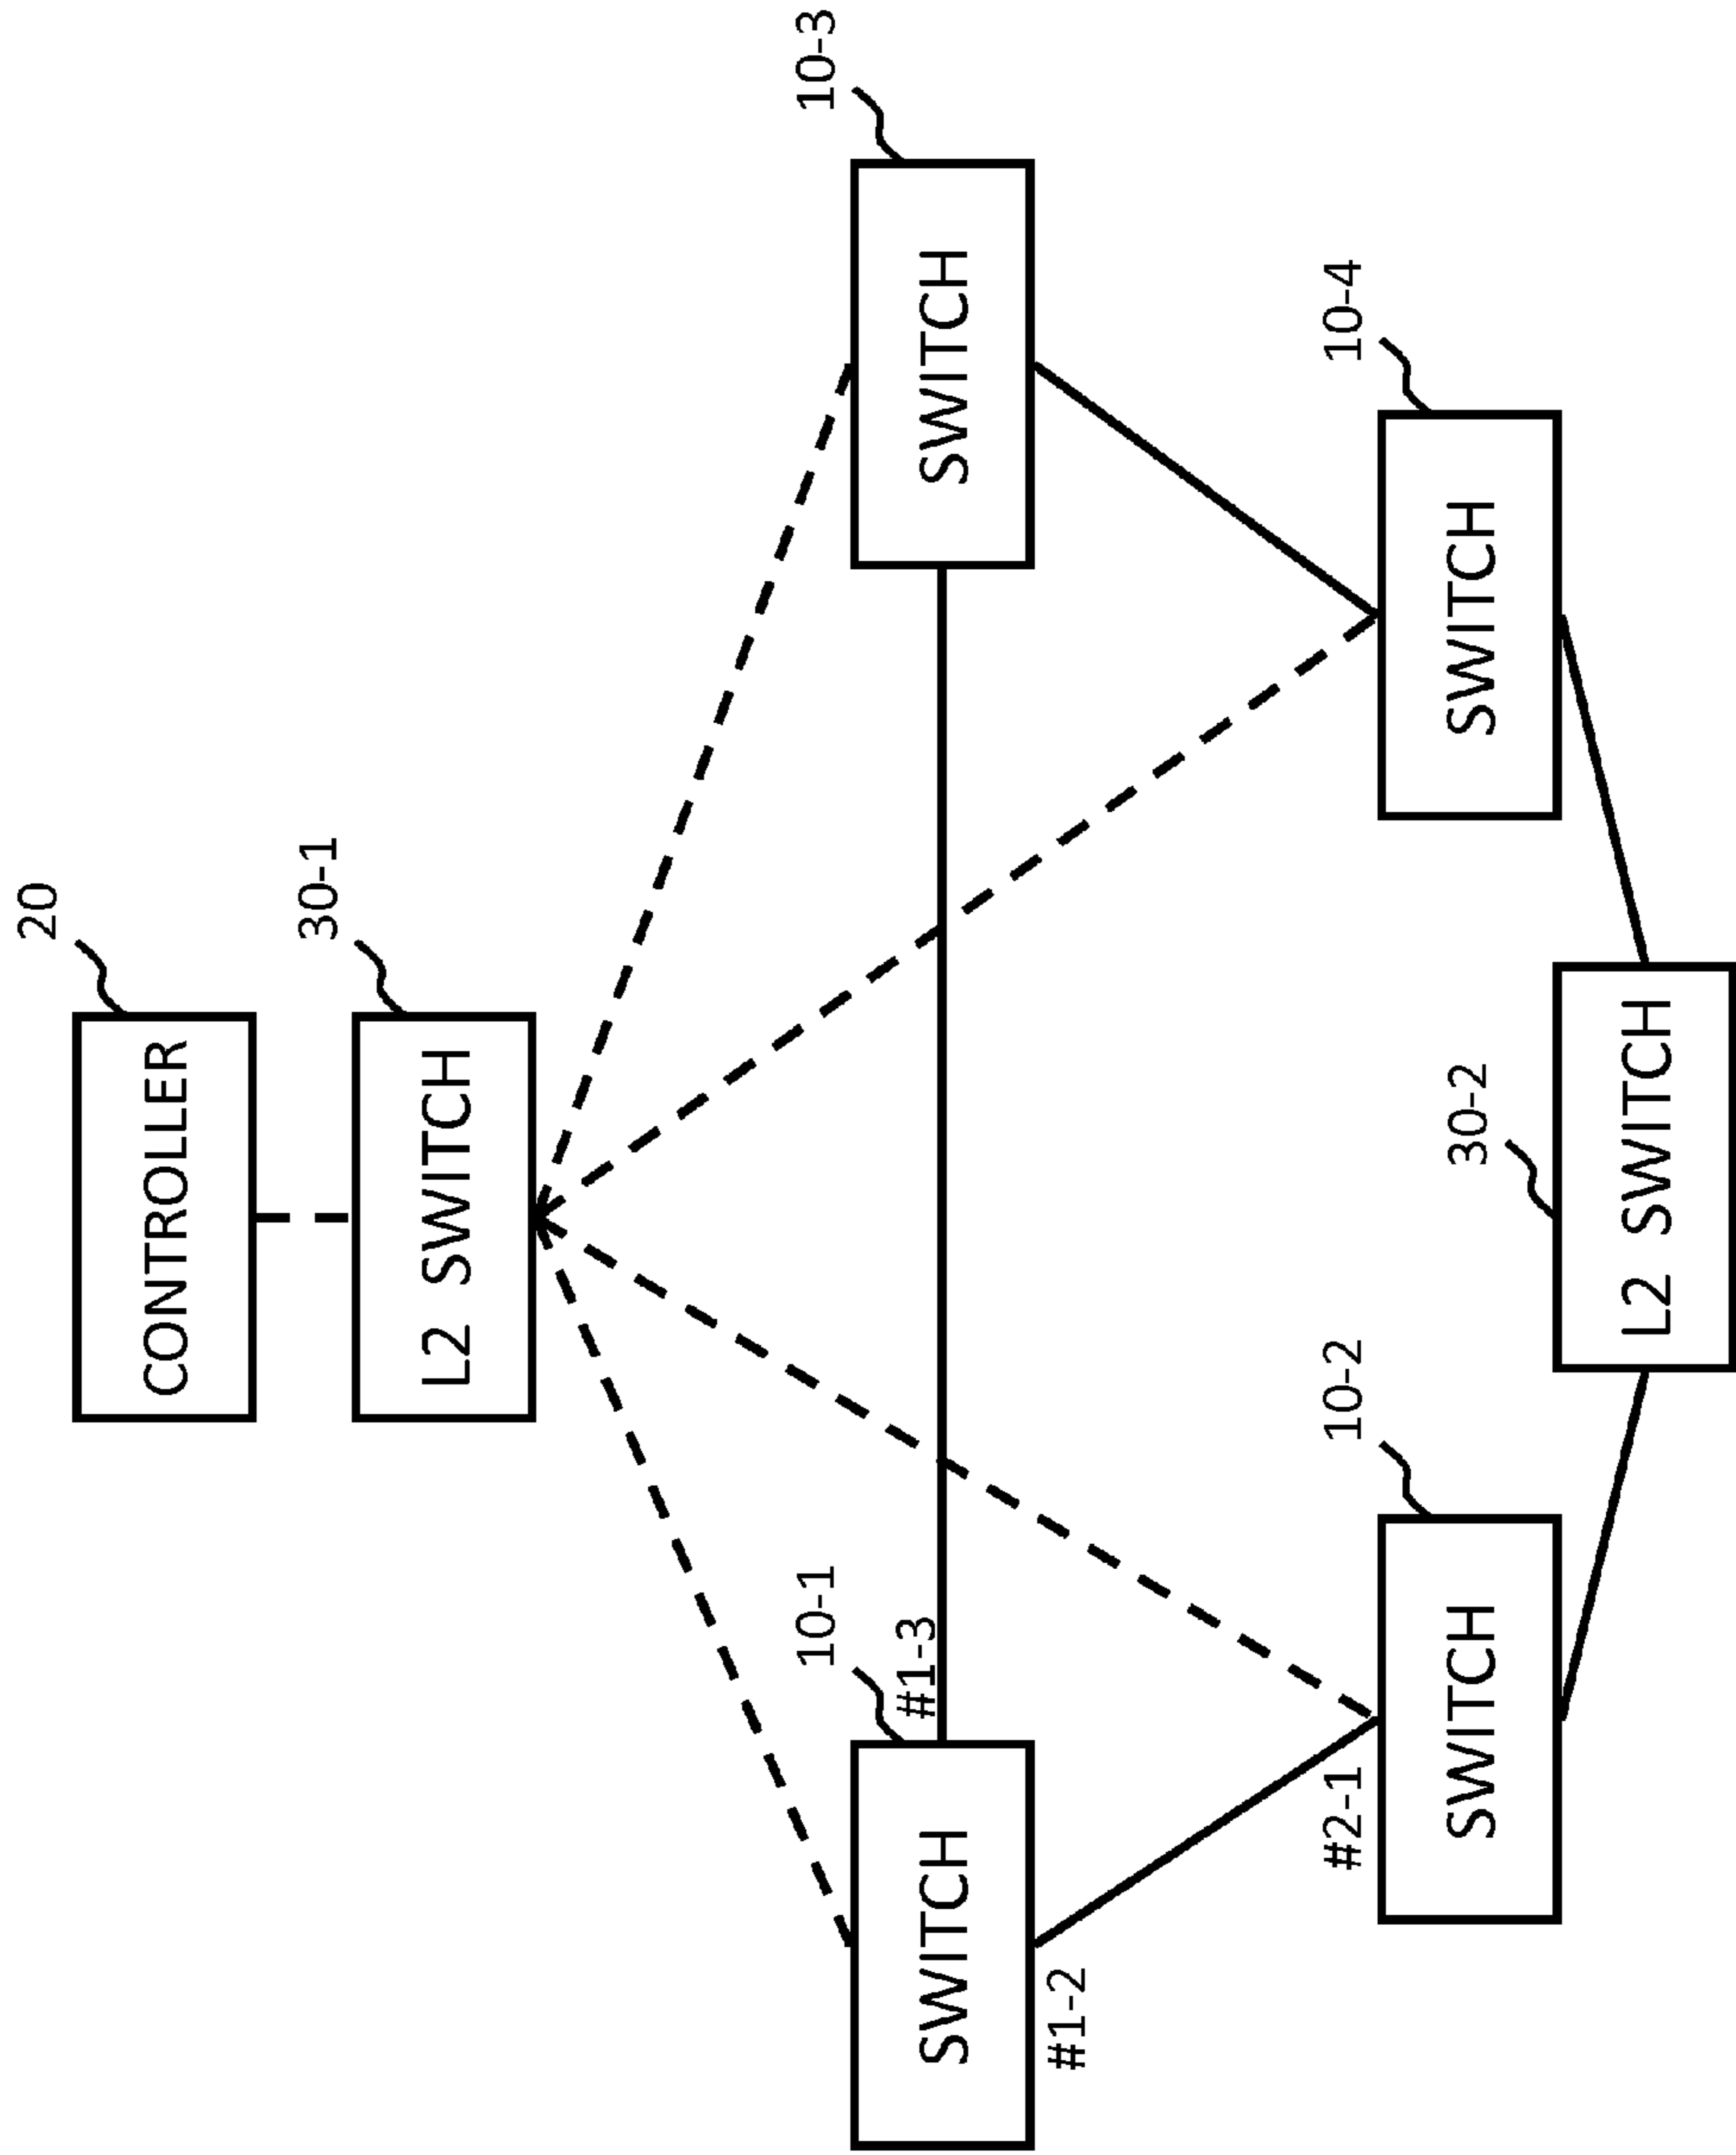 20
CONTROLLER
30-1
L2 SWITCH
10-1
10-3
SWITCH
#1-3
SWITCH
#1-2
10-2
10-4
#2-1
SWITCH
30-2
SWITCH
L2 SWITCH